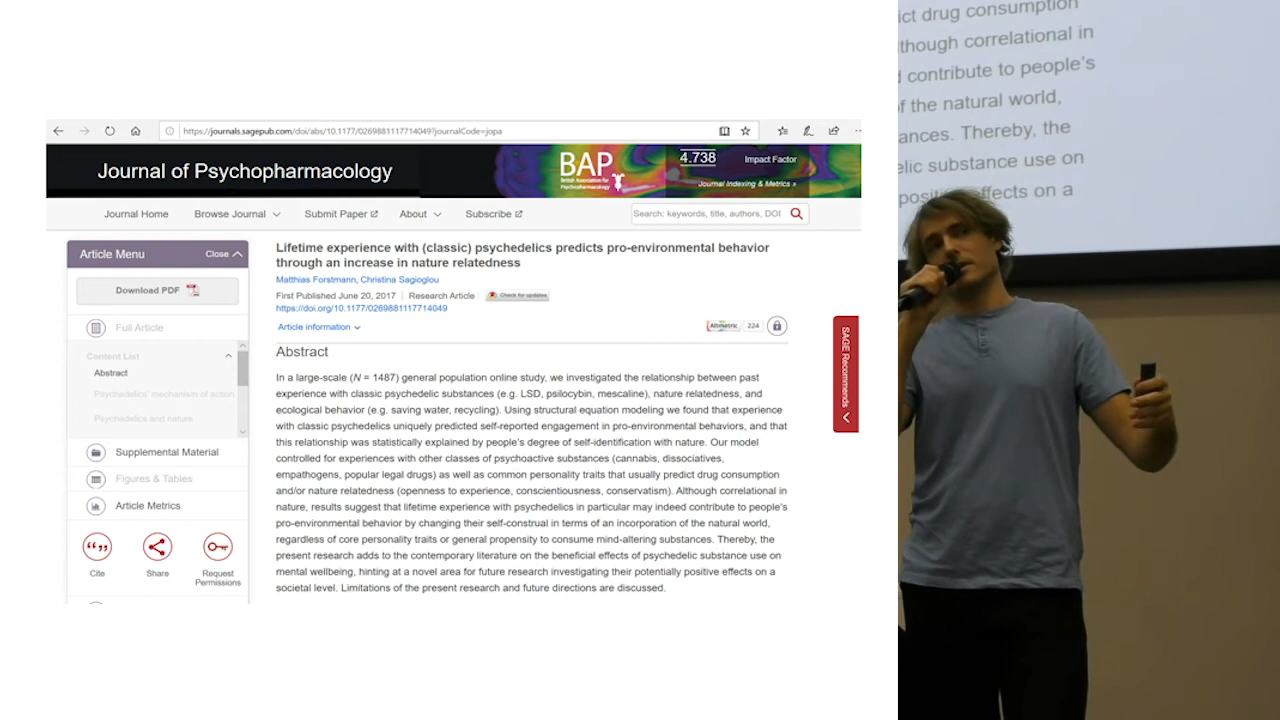 https://journals.sagepub.com/doi/abs/10.1177/0269881117714049?journalCode=jopa
Journal of Psychopharmacology
BAP
British Association for
Psychopharmacology
4.738
Impact Factor
Journal Indexing & Metrics »
Journal Home
Browse Journal
Submit Paper
About
Subscribe
Search: keywords, title, authors, DOI
Article Menu
Close
Download PDF
Full Article
Content List
Abstract
Psychedelics' mechanism of action
Psychedelics and nature
Supplemental Material
Figures & Tables
Article Metrics
Cite
Share
Request
Permissions
Lifetime experience with (classic) psychedelics predicts pro-environmental behavior
through an increase in nature relatedness
Matthias Forstmann, Christina Sagioglou
First Published June 20, 2017
Research Article
Check for updates
https://doi.org/10.1177/0269881117714049
Article information
Altmetric
224
Abstract
In a large-scale (N = 1487) general population online study, we investigated the relationship between past
experience with classic psychedelic substances (e.g. LSD, psilocybin, mescaline), nature relatedness, and
ecological behavior (e.g. saving water, recycling). Using structural equation modeling we found that experience
with classic psychedelics uniquely predicted self-reported engagement in pro-environmental behaviors, and that
this relationship was statistically explained by people's degree of self-identification with nature. Our model
controlled for experiences with other classes of psychoactive substances (cannabis, dissociatives,
empathogens, popular legal drugs) as well as common personality traits that usually predict drug consumption
and/or nature relatedness (openness to experience, conscientiousness, conservatism). Although correlational in
nature, results suggest that lifetime experience with psychedelics in particular may indeed contribute to people's
pro-environmental behavior by changing their self-construal in terms of an incorporation of the natural world,
regardless of core personality traits or general propensity to consume mind-altering substances. Thereby, the
present research adds to the contemporary literature on the beneficial effects of psychedelic substance use on
mental wellbeing, hinting at a novel area for future research investigating their potentially positive effects on a
societal level. Limitations of the present research and future directions are discussed.
SAGE Recommends
ict drug consumption
lthough correlational in
d contribute to people's
of the natural world,
ances. Thereby, the
elic substance use on
positi effects on a